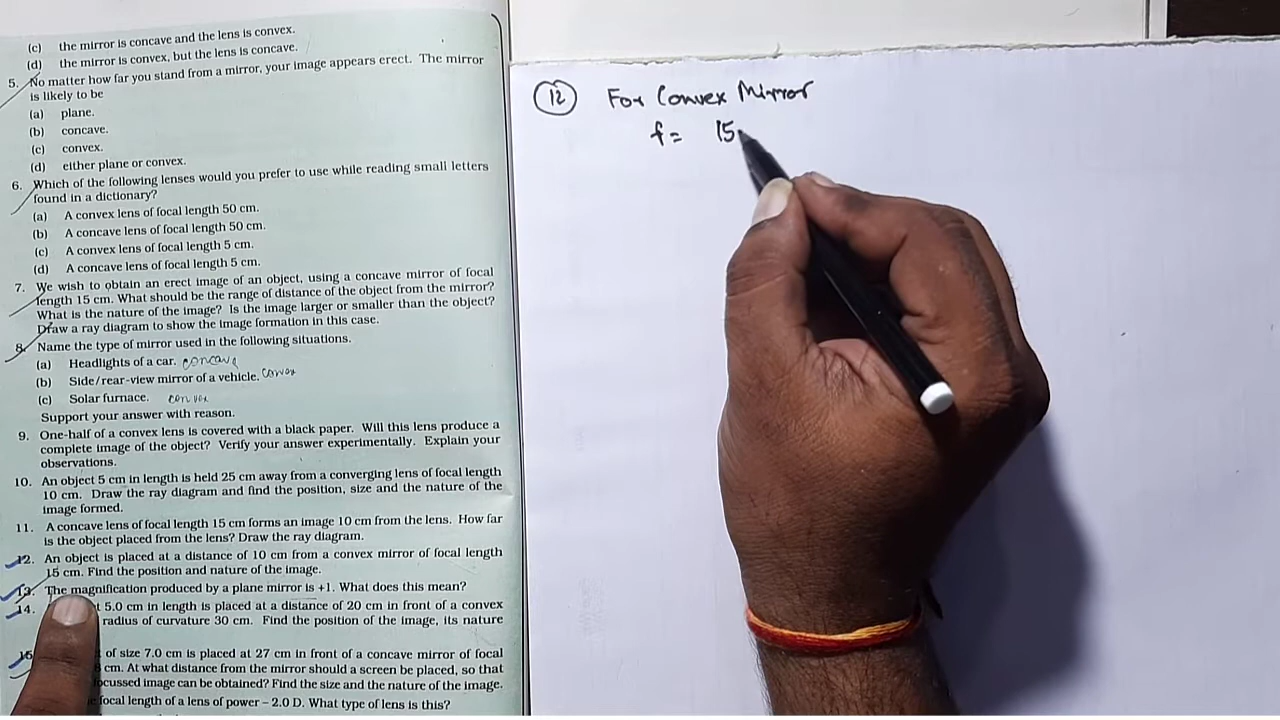 (c) the mirror is concave and the lens is convex.
(d) the mirror is convex, but the lens is concave.
5. No matter how far you stand from a mirror, your image appears erect. The mirror
is likely to be
(a) plane.
(b) concave.
(c) convex.
(d) either plane or convex.
6. Which of the following lenses would you prefer to use while reading small letters
found in a dictionary?
(a) A convex lens of focal length 50 cm.
(b) A concave lens of focal length 50 cm.
(c) A convex lens of focal length 5 cm.
(d) A concave lens of focal length 5 cm.
7. We wish to obtain an erect image of an object, using a concave mirror of focal
length 15 cm. What should be the range of distance of the object from the mirror?
What is the nature of the image? Is the image larger or smaller than the object?
Draw a ray diagram to show the image formation in this case.
8. Name the type of mirror used in the following situations.
(a) Headlights of a car. concave
(b) Side/rear-view mirror of a vehicle. convex
(c) Solar furnace. convex
Support your answer with reason.
9. One-half of a convex lens is covered with a black paper. Will this lens produce a
complete image of the object? Verify your answer experimentally. Explain your
observations.
10. An object 5 cm in length is held 25 cm away from a converging lens of focal length
10 cm. Draw the ray diagram and find the position, size and the nature of the
image formed.
11. A concave lens of focal length 15 cm forms an image 10 cm from the lens. How far
is the object placed from the lens? Draw the ray diagram.
12. An object is placed at a distance of 10 cm from a convex mirror of focal length
15 cm. Find the position and nature of the image.
13. The magnification produced by a plane mirror is +1. What does this mean?
14. 5.0 cm in length is placed at a distance of 20 cm in front of a convex
radius of curvature 30 cm. Find the position of the image, its nature
of size 7.0 cm is placed at 27 cm in front of a concave mirror of focal
cm. At what distance from the mirror should a screen be placed, so that
focussed image can be obtained? Find the size and the nature of the image.
focal length of a lens of power – 2.0 D. What type of lens is this?
12 For Convex Mirror
f = 15